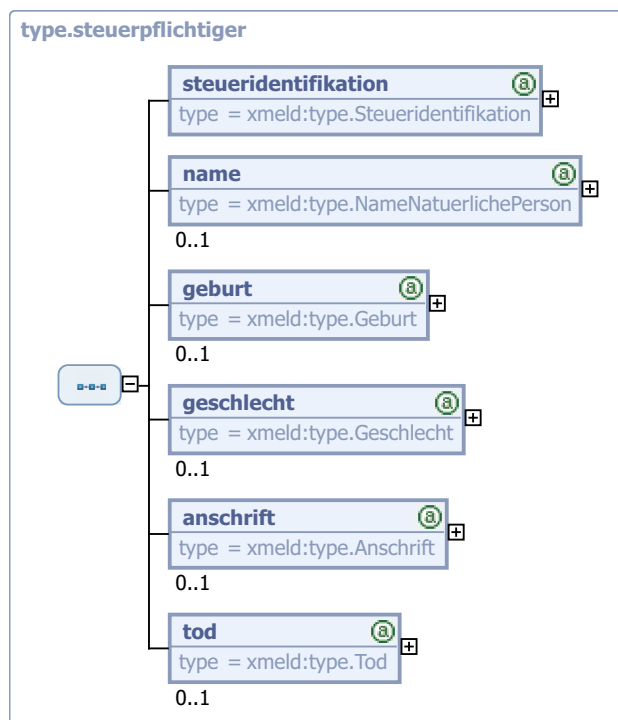 type.steuerpflichtiger
steueridentifikation
type = xmeld:type.Steueridentifikation
name
type = xmeld:type.NameNatuerlichePerson
0..1
geburt
type = xmeld:type.Geburt
0..1
geschlecht
type = xmeld:type.Geschlecht
0..1
anschrift
type = xmeld:type.Anschrift
0..1
tod
type = xmeld:type.Tod
0..1